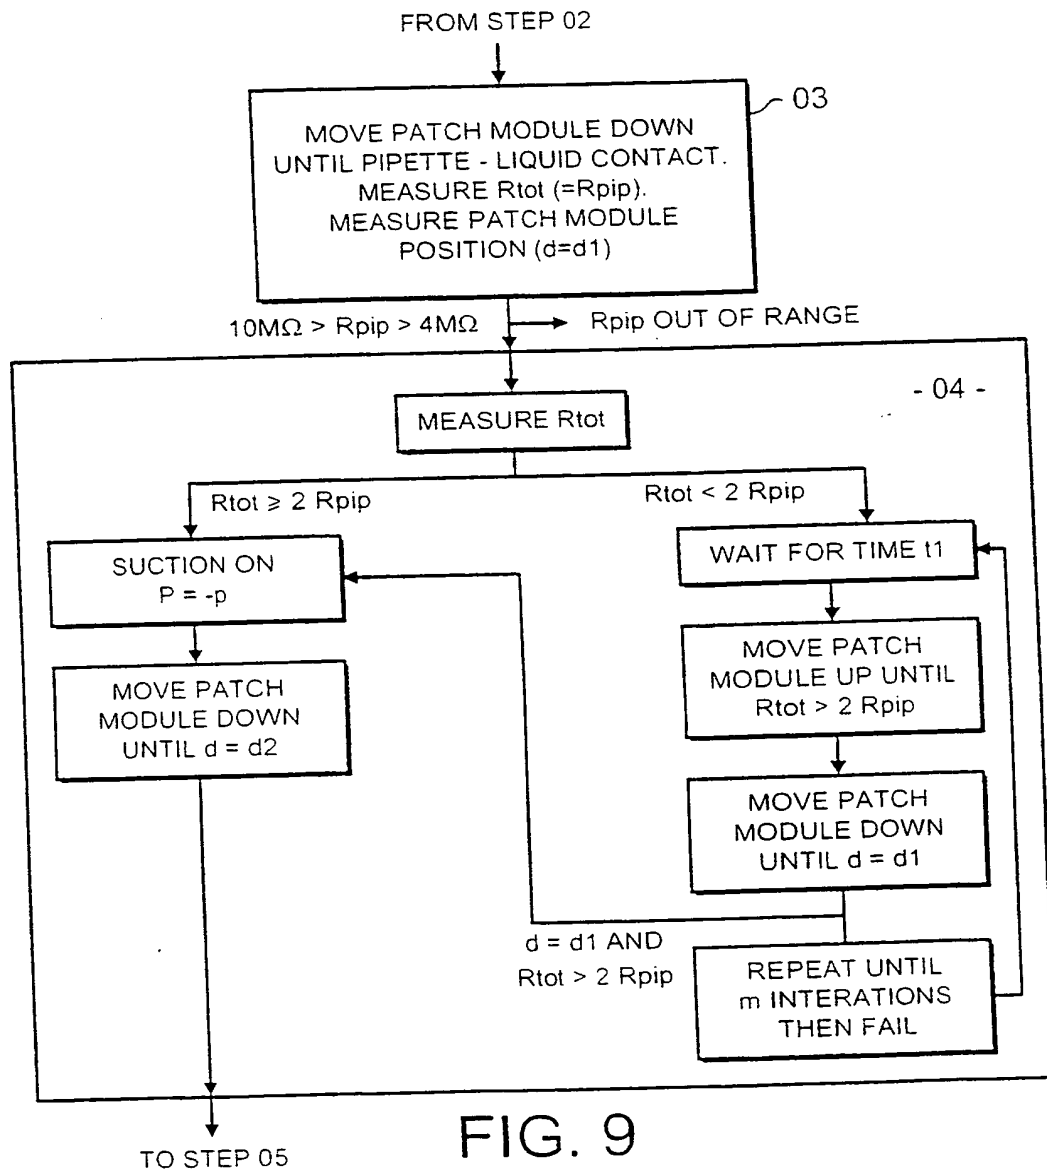 FROM STEP 02
03
MOVE PATCH MODULE DOWN
UNTIL PIPETTE - LIQUID CONTACT.
MEASURE Rtot (=Rpip).
MEASURE PATCH MODULE
POSITION (d=d1)
10MΩ > Rpip > 4MΩ
Rpip OUT OF RANGE
- 04 -
MEASURE Rtot
Rtot ⩾ 2 Rpip
Rtot < 2 Rpip
SUCTION ON
P = -p
WAIT FOR TIME t1
MOVE PATCH
MODULE DOWN
UNTIL d = d2
MOVE PATCH
MODULE UP UNTIL
Rtot > 2 Rpip
MOVE PATCH
MODULE DOWN
UNTIL d = d1
d = d1 AND
Rtot > 2 Rpip
REPEAT UNTIL
m INTERATIONS
THEN FAIL
TO STEP 05
FIG. 9